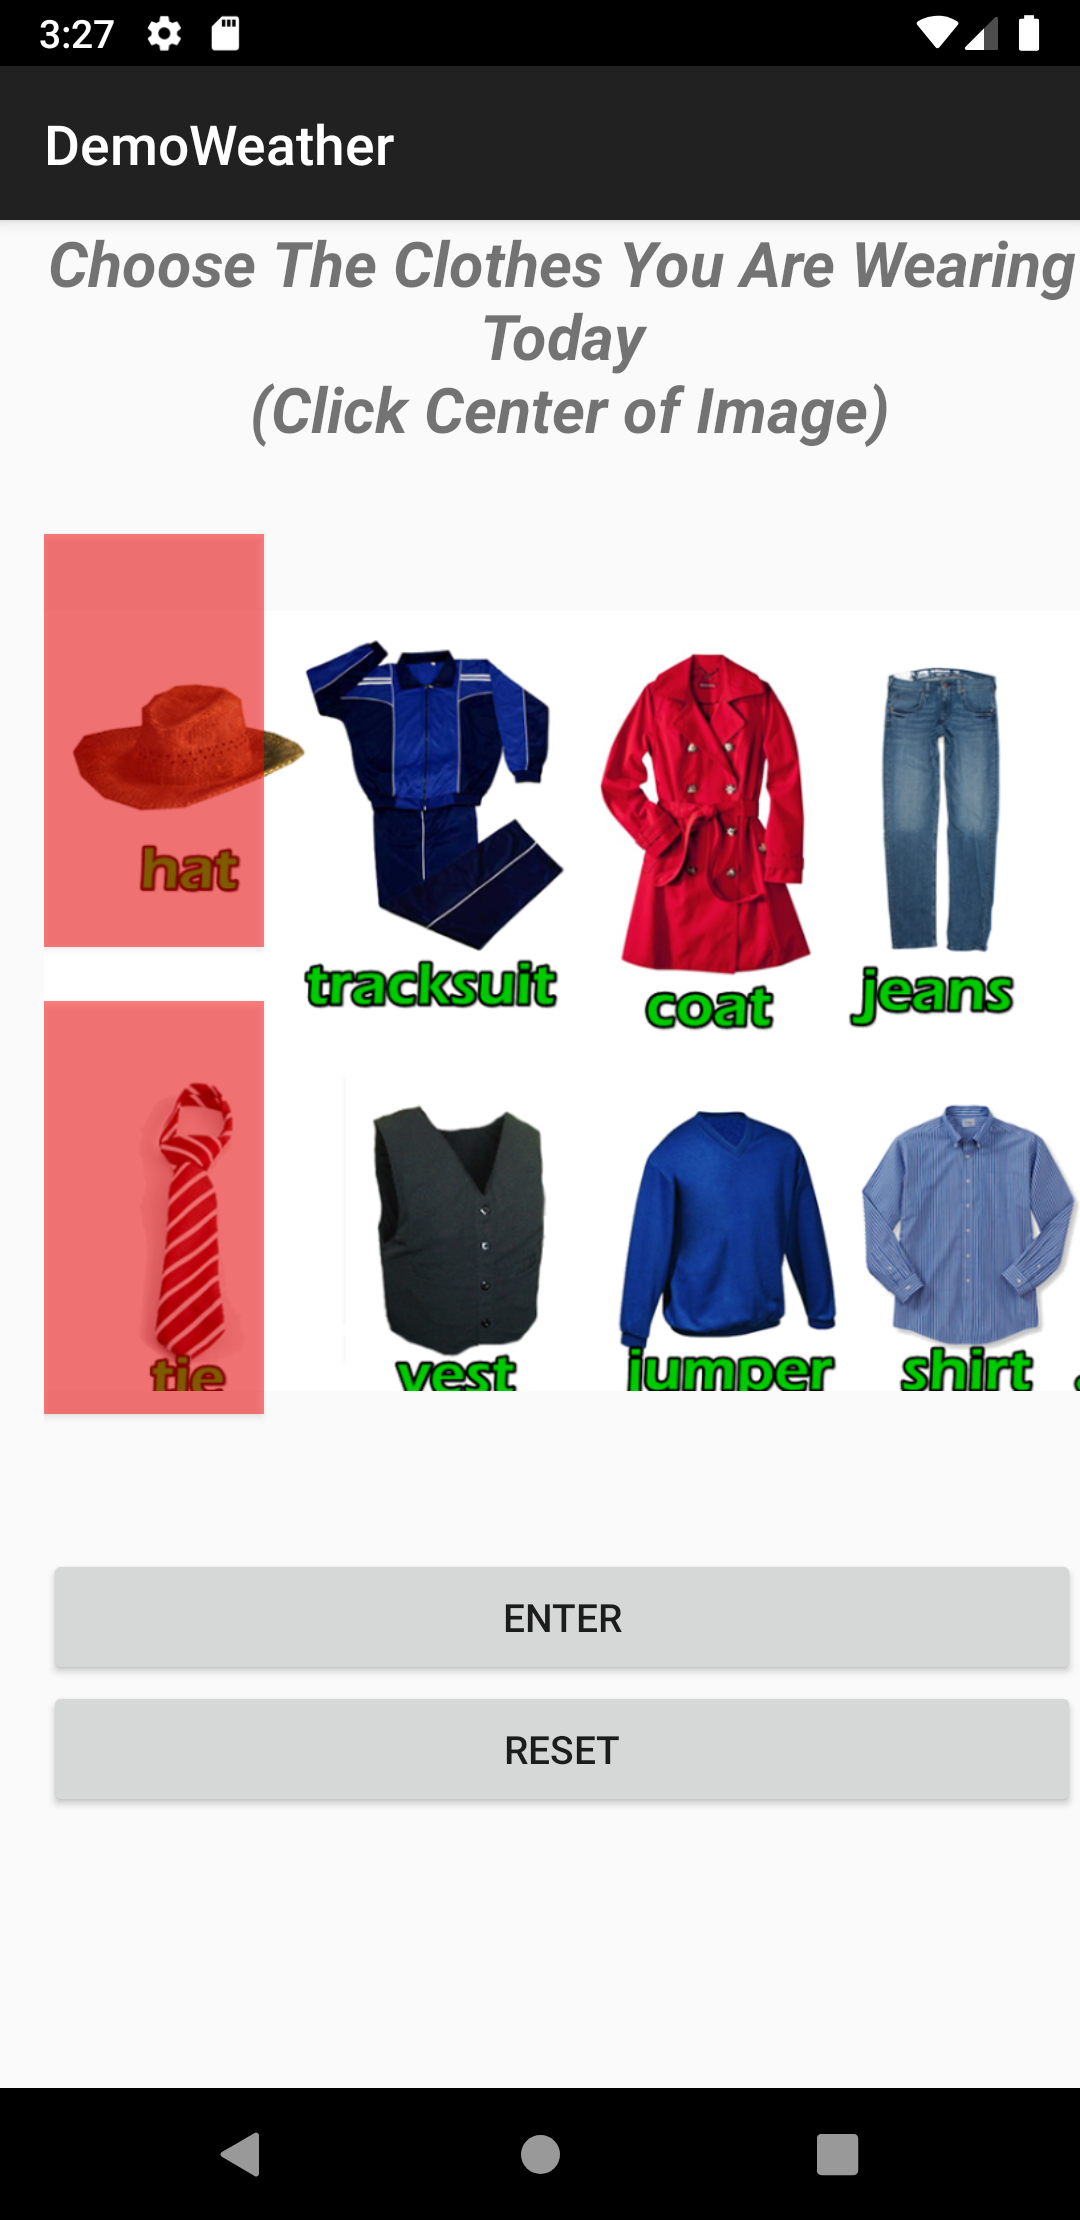 3:27
DemoWeather
Choose The Clothes You Are Wearing
Today
(Click Center of Image)
hat
tracksuit
coat
jeans
tie
vest
jumper
shirt
ENTER
RESET